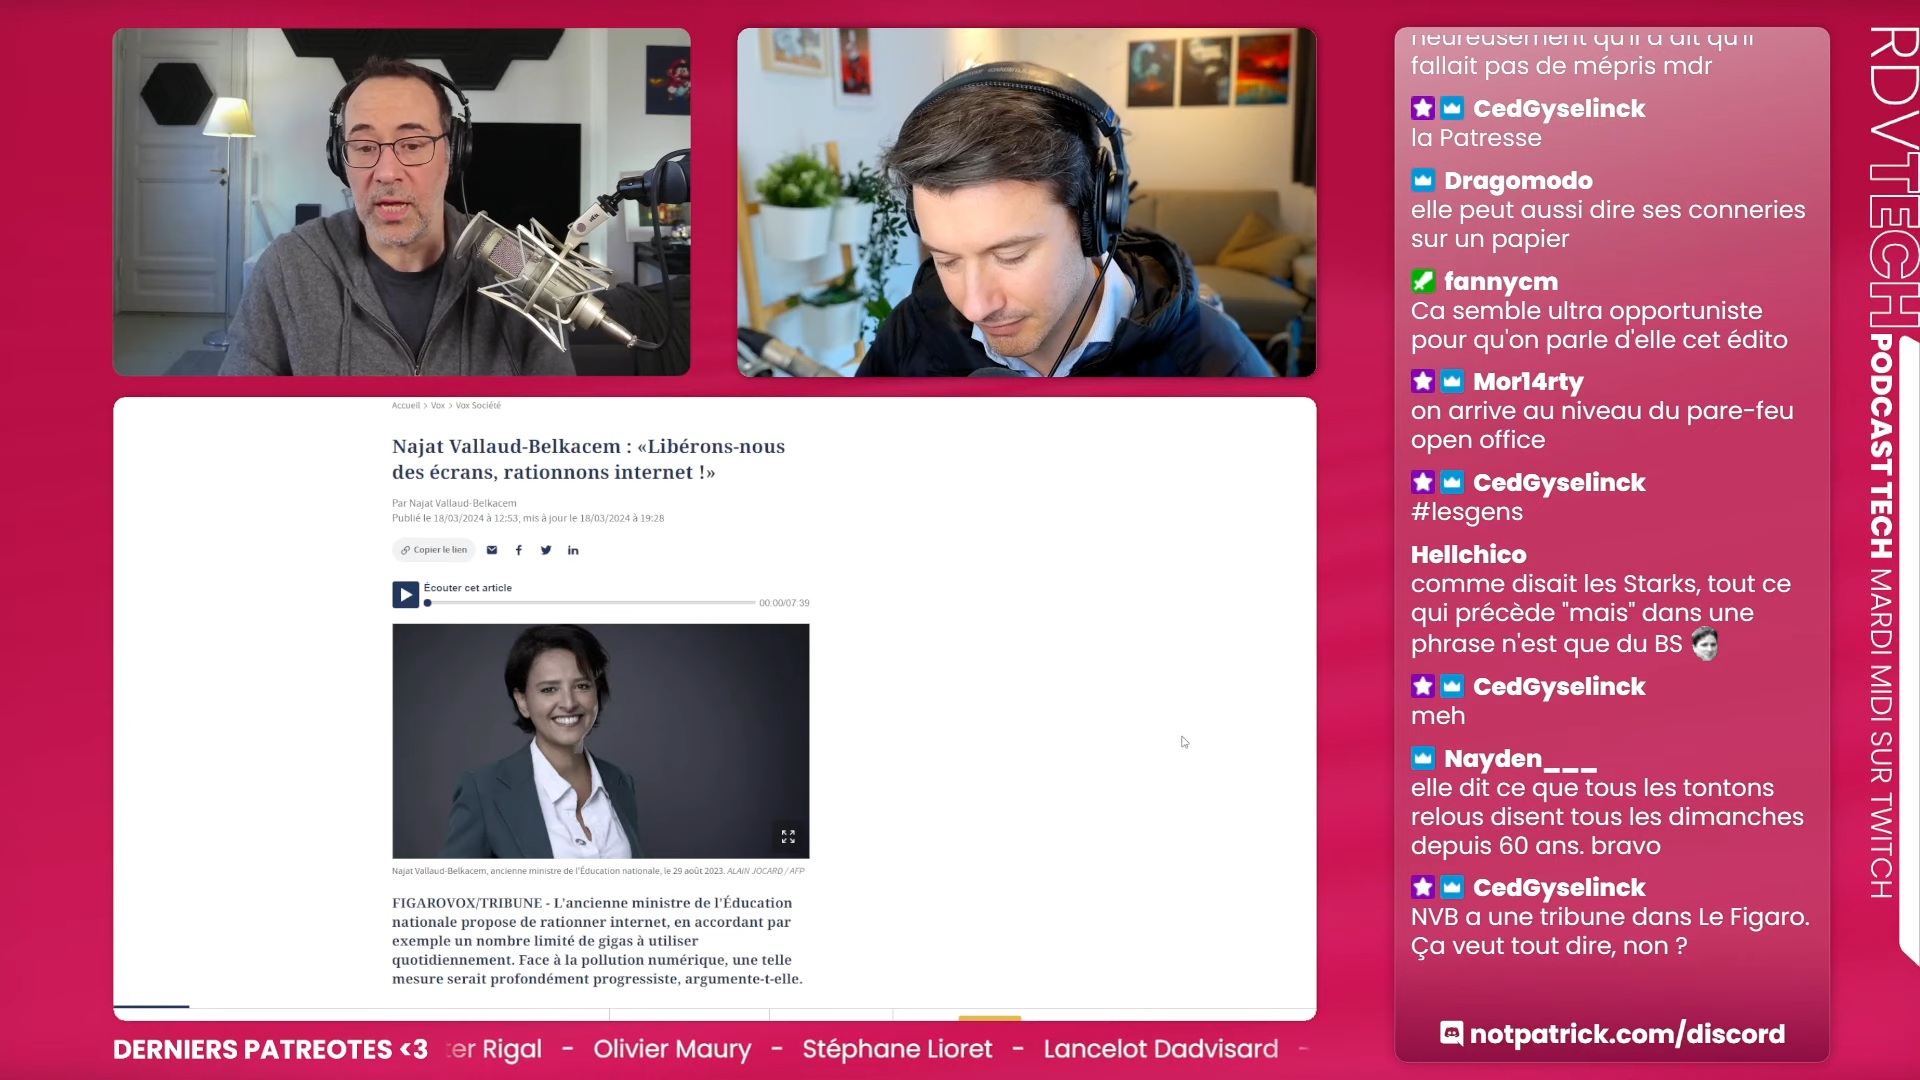 Accueil > Vox > Vox Société
Najat Vallaud-Belkacem : «Libérons-nous
des écrans, rationnons internet !»
Par Najat Vallaud-Belkacem
Publié le 18/03/2024 à 12:53, mis à jour le 18/03/2024 à 19:28
Copier le lien
Écouter cet article
00:00/07:39
Najat Vallaud-Belkacem, ancienne ministre de l'Éducation nationale, le 29 août 2023. ALAIN JOCARD / AFP
FIGAROVOX/TRIBUNE - L'ancienne ministre de l'Éducation
nationale propose de rationner internet, en accordant par
exemple un nombre limité de gigas à utiliser
quotidiennement. Face à la pollution numérique, une telle
mesure serait profondément progressiste, argumente-t-elle.
DERNIERS PATREOTES <3
ter Rigal - Olivier Maury - Stéphane Lioret - Lancelot Dadvisard -
heureusement qu'il a dit qu'il
fallait pas de mépris mdr
CedGyselinck
la Patresse
Dragomodo
elle peut aussi dire ses conneries
sur un papier
fannycm
Ca semble ultra opportuniste
pour qu'on parle d'elle cet édito
Mor14rty
on arrive au niveau du pare-feu
open office
CedGyselinck
#lesgens
Hellchico
comme disait les Starks, tout ce
qui précède "mais" dans une
phrase n'est que du BS
CedGyselinck
meh
Nayden___
elle dit ce que tous les tontons
relous disent tous les dimanches
depuis 60 ans. bravo
CedGyselinck
NVB a une tribune dans Le Figaro.
Ça veut tout dire, non ?
notpatrick.com/discord
RDVTECH
PODCAST TECH MARDI MIDI SUR TWITCH